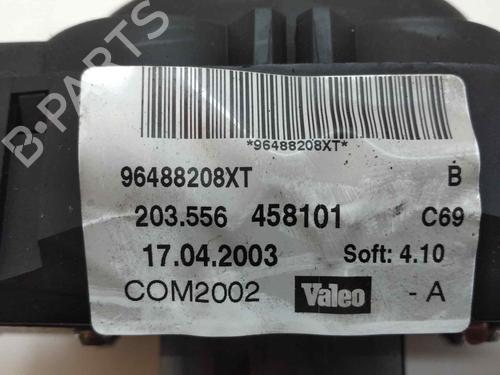 B-PARTS
*96488208XT*
96488208XT B
203.556 458101 C69
17.04.2003 Soft: 4.10
COM2002 Valeo - A